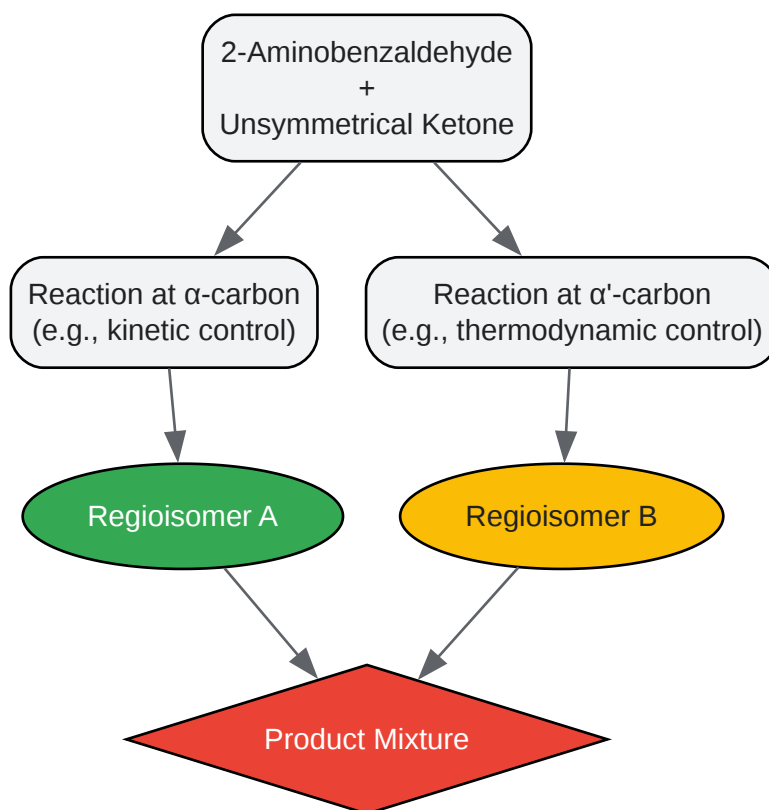 2-Aminobenzaldehyde
+
Unsymmetrical Ketone
Reaction at α-carbon
(e.g., kinetic control)
Reaction at α'-carbon
(e.g., thermodynamic control)
Regioisomer A
Regioisomer B
Product Mixture